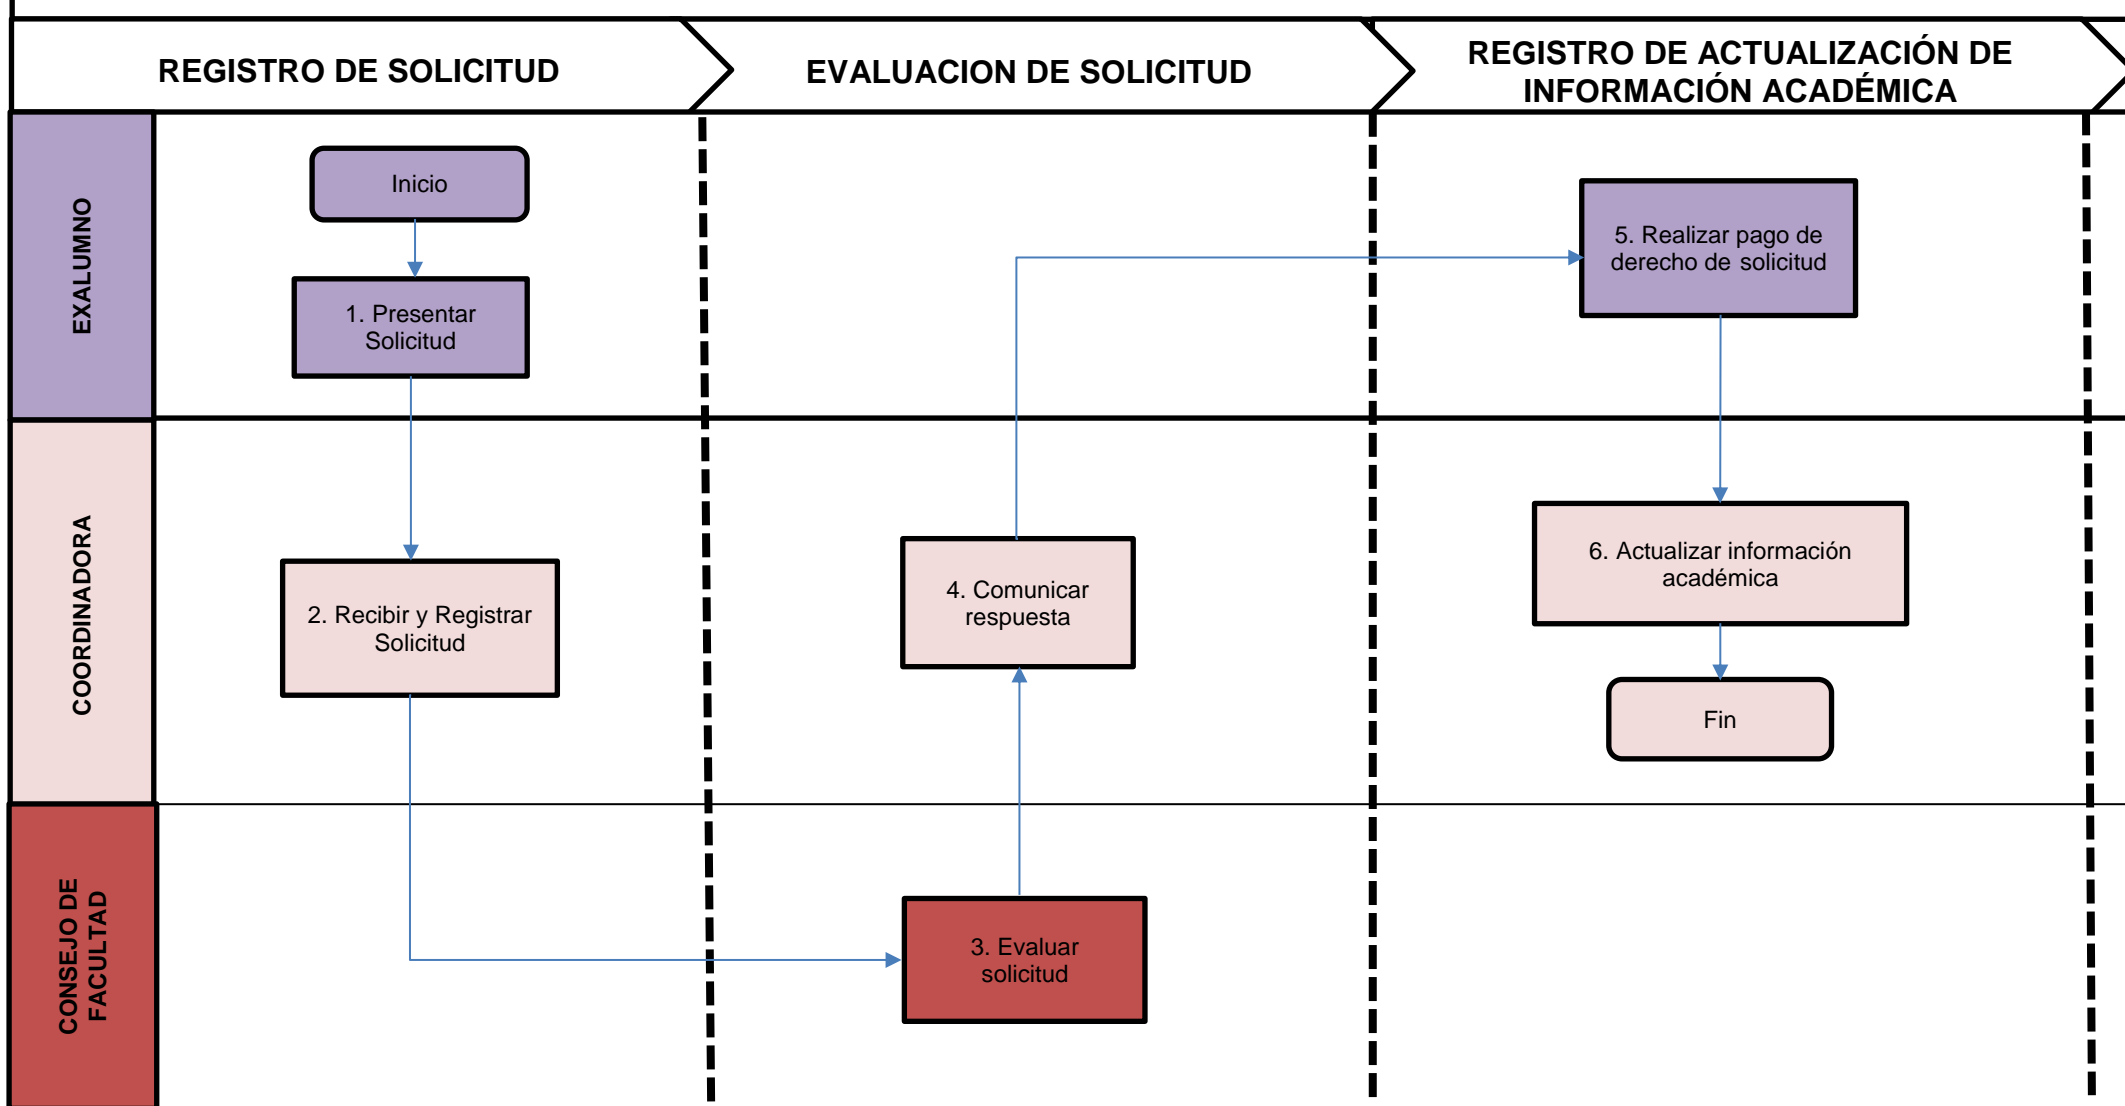 REGISTRO DE SOLICITUD
EVALUACION DE SOLICITUD
REGISTRO DE ACTUALIZACIÓN DE
INFORMACIÓN ACADÉMICA
EXALUMNO
Inicio
1. Presentar
Solicitud
5. Realizar pago de
derecho de solicitud
COORDINADORA
2. Recibir y Registrar
Solicitud
4. Comunicar
respuesta
6. Actualizar información
académica
Fin
CONSEJO DE
FACULTAD
3. Evaluar
solicitud